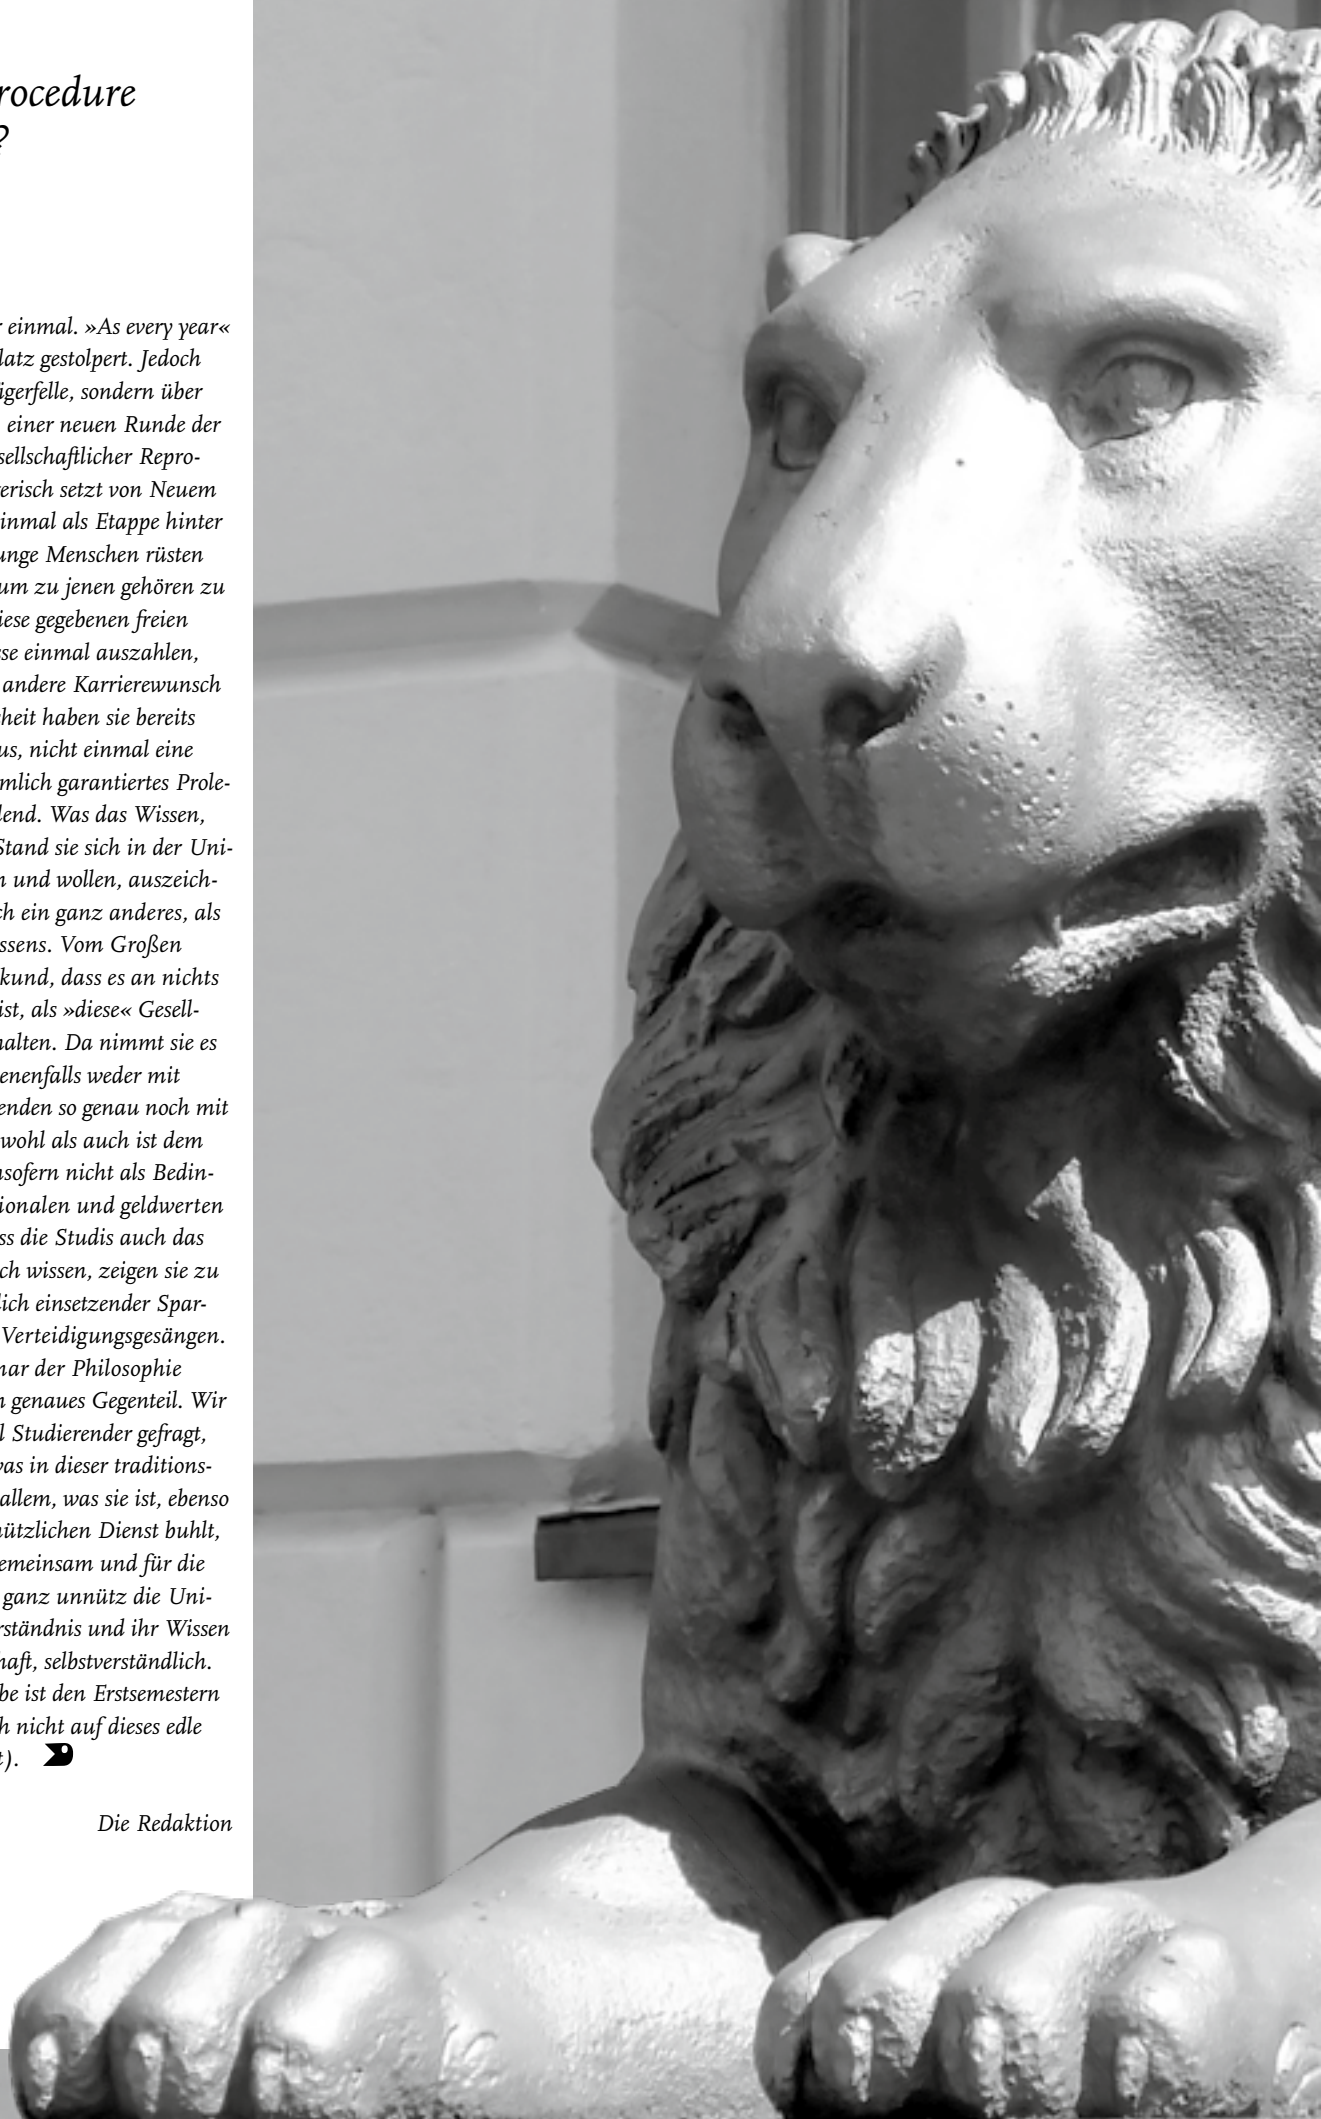 rocedure
?
r einmal. »As every year«
latz gestolpert. Jedoch
igerfelle, sondern über
einer neuen Runde der
sellschaftlicher Repro-
erisch setzt von Neuem
inmal als Etappe hinter
unge Menschen rüsten
um zu jenen gehören zu
iese gegebenen freien
sse einmal auszahlen,
andere Karrierewunsch
heit haben sie bereits
us, nicht einmal eine
mlich garantiertes Prole-
lend. Was das Wissen,
Stand sie sich in der Uni-
n und wollen, auszeich-
ch ein ganz anderes, als
ssens. Vom Großen
kund, dass es an nichts
ist, als »diese« Gesell-
halten. Da nimmt sie es
enenfalls weder mit
enden so genau noch mit
wohl als auch ist dem
nsofern nicht als Bedin-
ionalen und geldwerten
ss die Studis auch das
ch wissen, zeigen sie zu
lich einsetzender Spar-
Verteidigungsgesängen.
nar der Philosophie
n genaues Gegenteil. Wir
l Studierender gefragt,
vas in dieser traditions-
allem, was sie ist, ebenso
nützlichen Dienst buhlt,
emeinsam und für die
ganz unnütz die Uni-
rständnis und ihr Wissen
haft, selbstverständlich.
be ist den Erstsemestern
h nicht auf dieses edle
t).
Die Redaktion